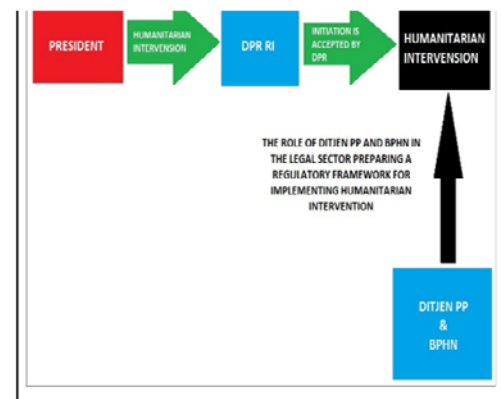 PRESIDENT
HUMANITARIAN
INTERVENSION
DPR RI
INITIATION IS
ACCEPTED BY
DPR
HUMANITARIAN
INTERVENSION
THE ROLE OF DITJEN PP AND BPHN IN
THE LEGAL SECTOR PREPARING A
REGULATORY FRAMEWORK FOR
IMPLEMENTING HUMANITARIAN
INTERVENTION
DITJEN PP
&
BPHN